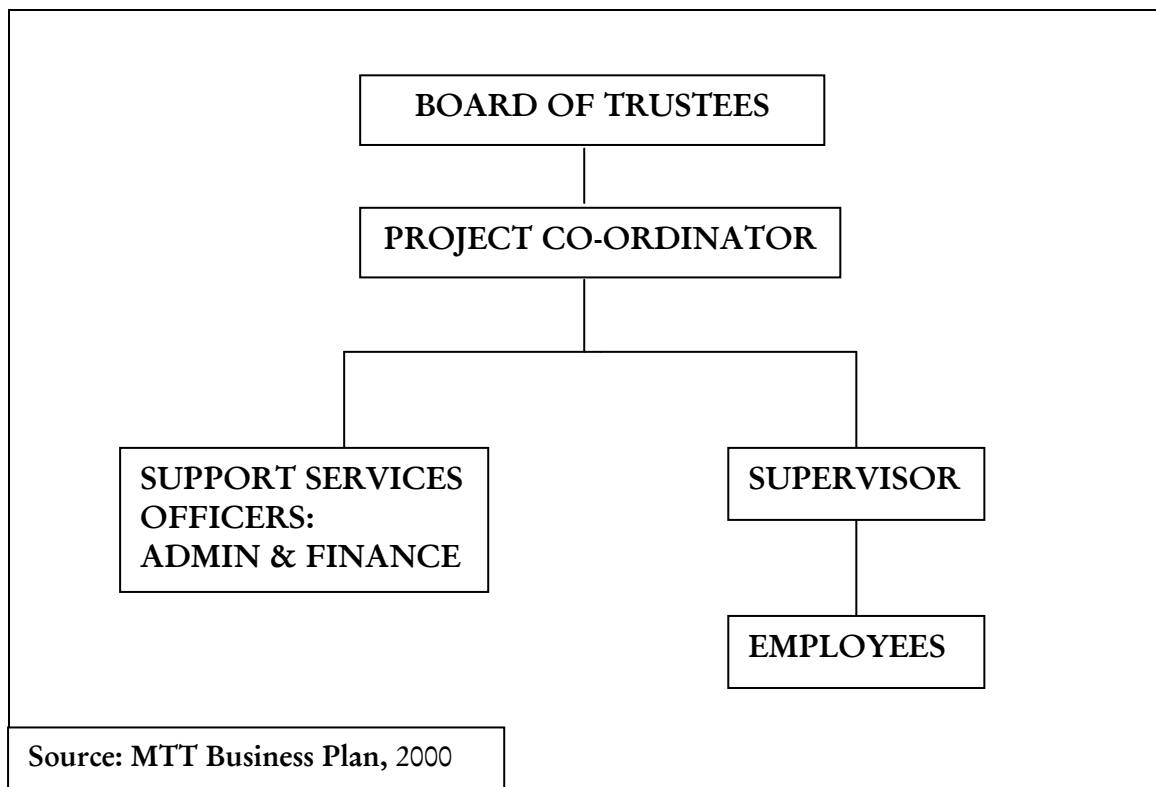 BOARD OF TRUSTEES
PROJECT CO-ORDINATOR
SUPPORT SERVICES
OFFICERS:
ADMIN & FINANCE
SUPERVISOR
EMPLOYEES
Source: MTT Business Plan, 2000